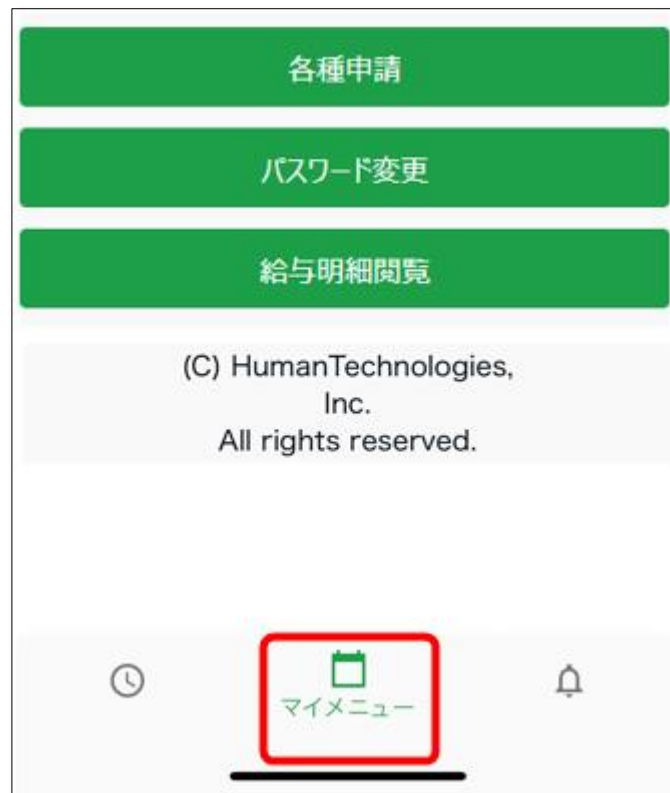 各種申請
パスワード変更
給与明細閲覧
(C) HumanTechnologies,
Inc.
All rights reserved.
マイメニュー